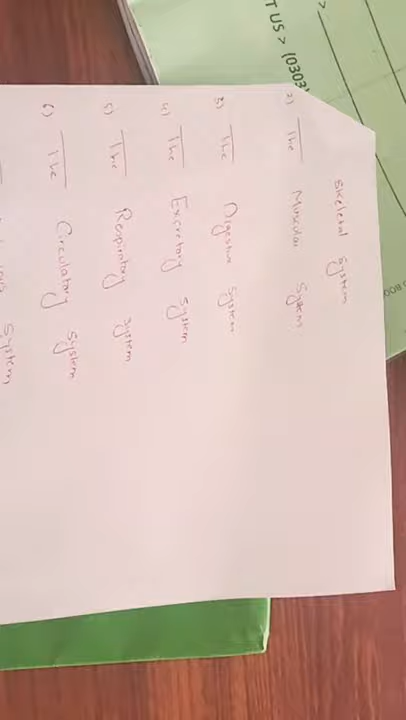 T US > (0303)
Skeletal System
2) The Muscular System
3) The Digestive System
4) The Excretory System
5) The Respiratory System
6) The Circulatory System
System